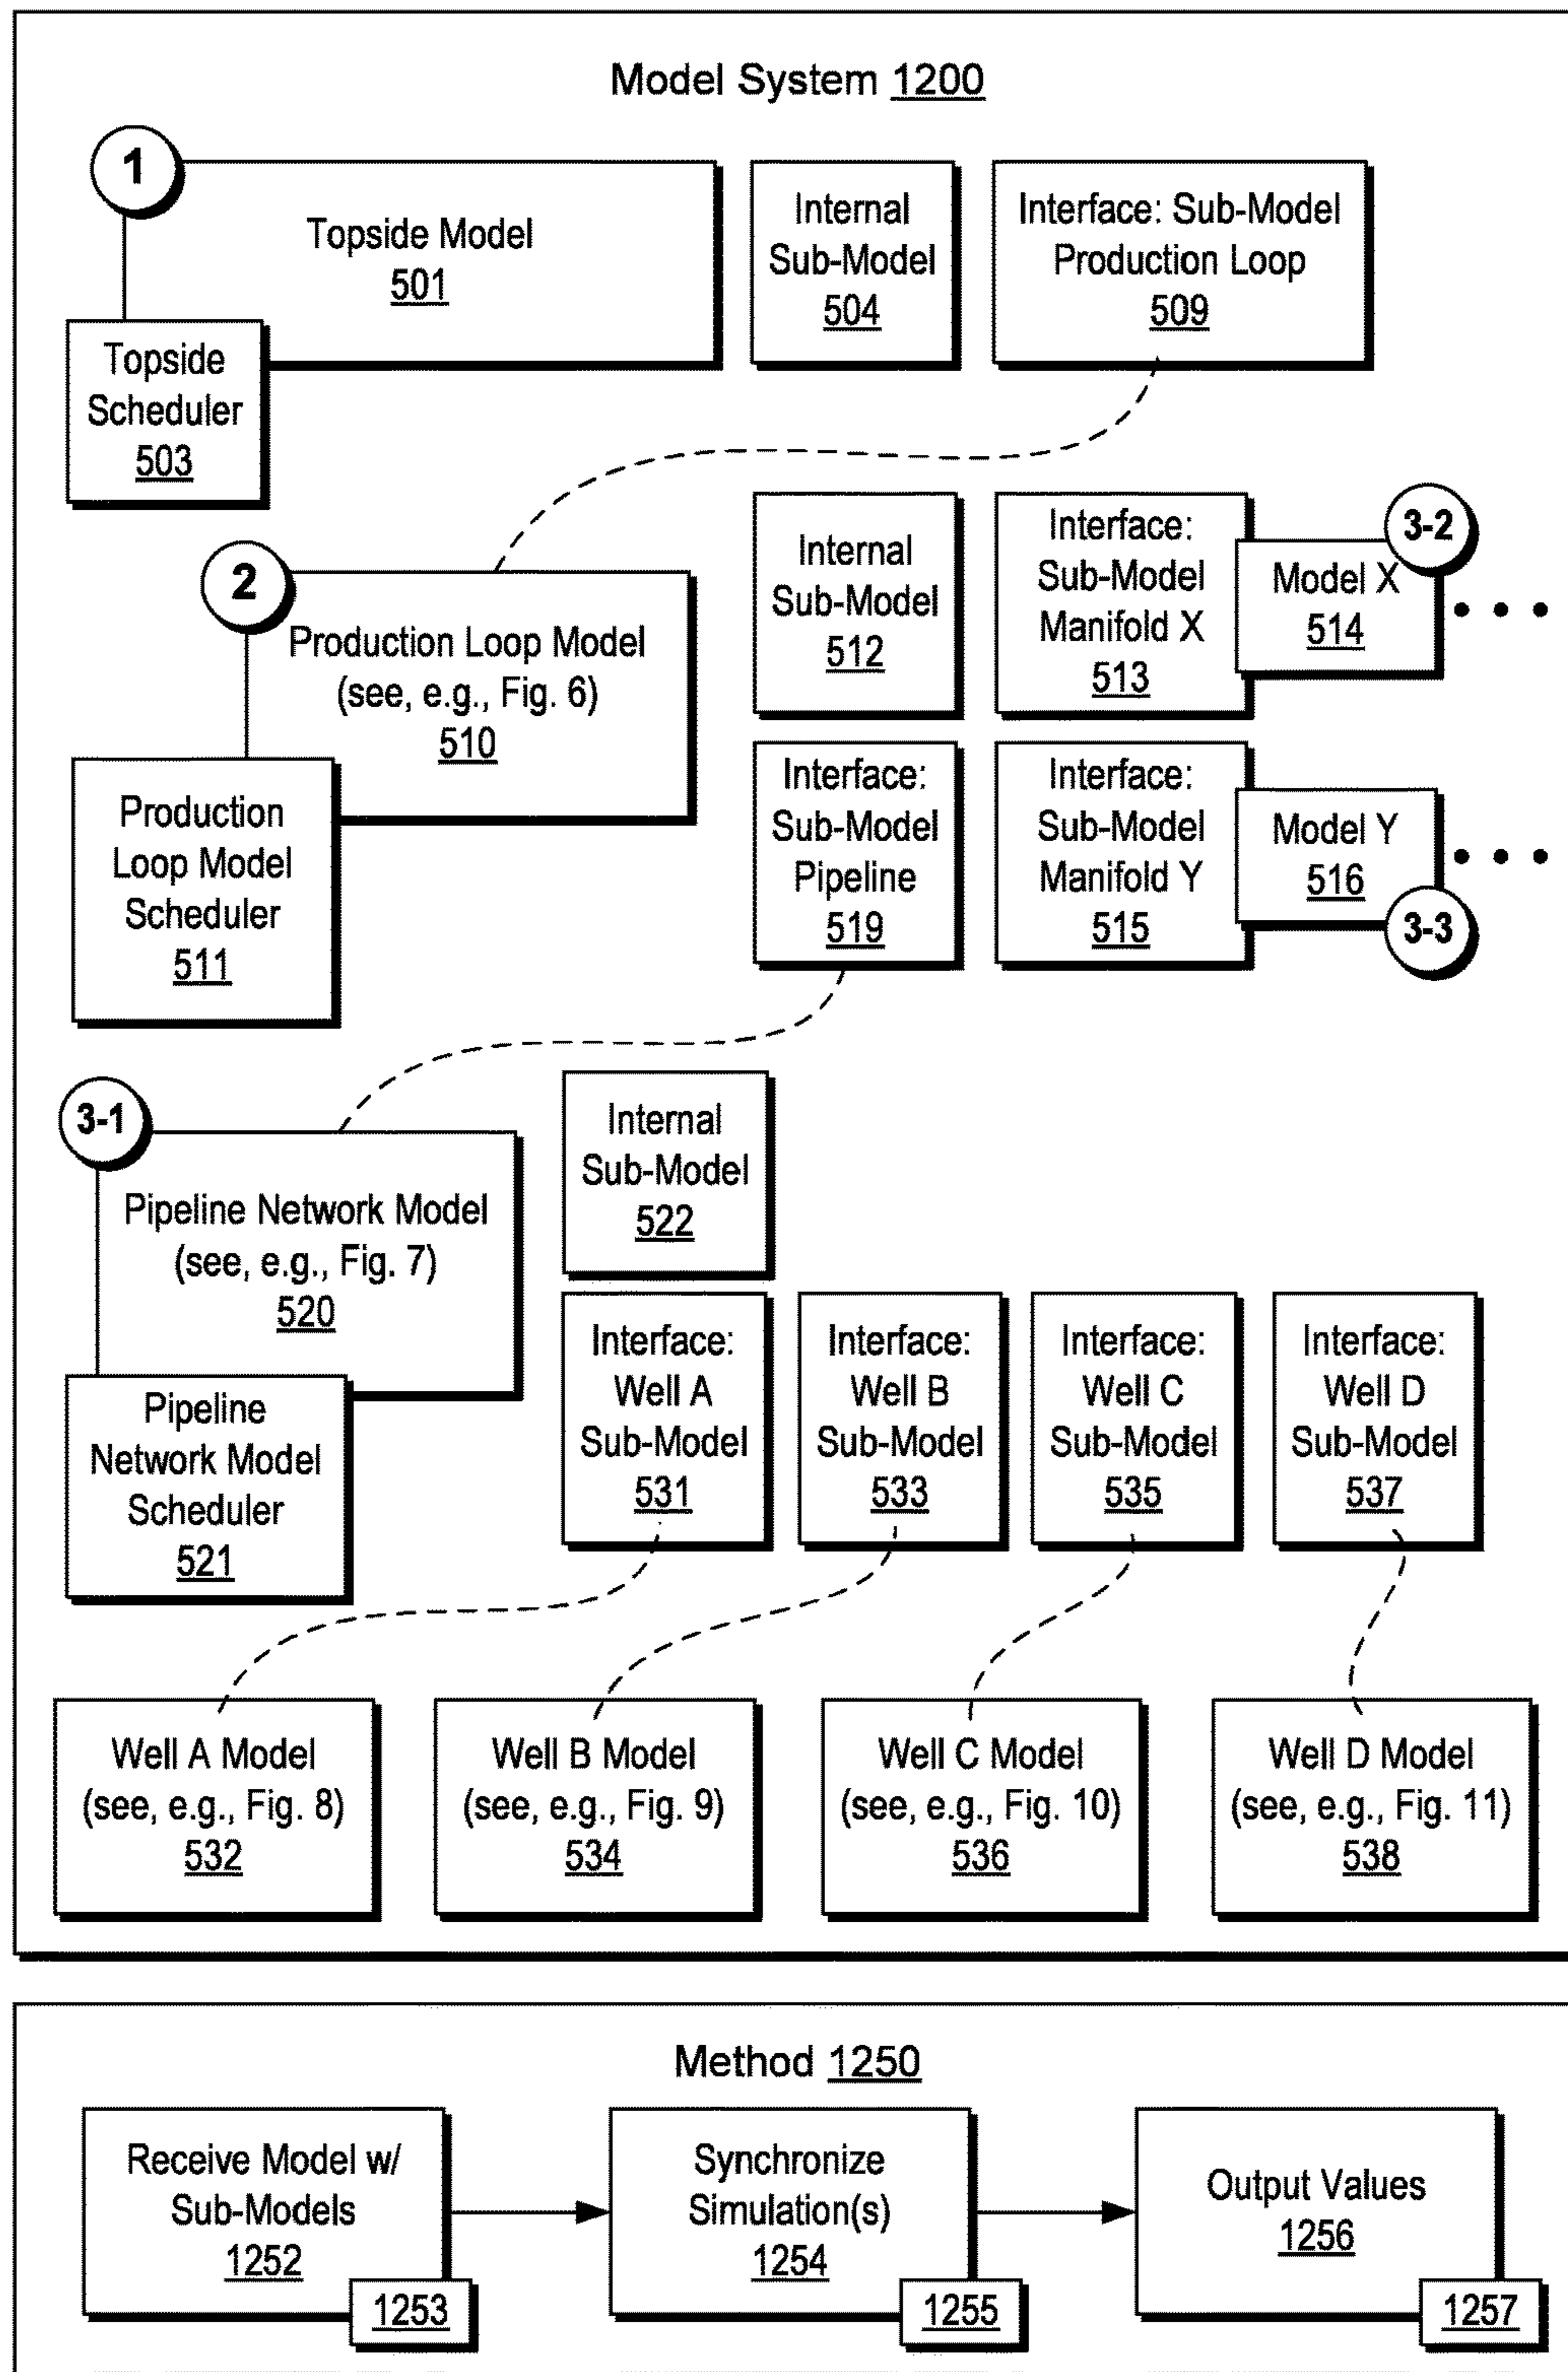 Model System 1200
1
Topside Model
501
Topside
Scheduler
503
Internal
Sub-Model
504
Interface: Sub-Model
Production Loop
509
2
Production Loop Model
(see, e.g., Fig. 6)
510
Production
Loop Model
Scheduler
511
Internal
Sub-Model
512
Interface:
Sub-Model
Manifold X
513
Model X
514
3-2
Interface:
Sub-Model
Pipeline
519
Interface:
Sub-Model
Manifold Y
515
Model Y
516
3-3
3-1
Pipeline Network Model
(see, e.g., Fig. 7)
520
Pipeline
Network Model
Scheduler
521
Internal
Sub-Model
522
Interface:
Well A
Sub-Model
531
Interface:
Well B
Sub-Model
533
Interface:
Well C
Sub-Model
535
Interface:
Well D
Sub-Model
537
Well A Model
(see, e.g., Fig. 8)
532
Well B Model
(see, e.g., Fig. 9)
534
Well C Model
(see, e.g., Fig. 10)
536
Well D Model
(see, e.g., Fig. 11)
538
Method 1250
Receive Model w/
Sub-Models
1252
1253
Synchronize
Simulation(s)
1254
1255
Output Values
1256
1257